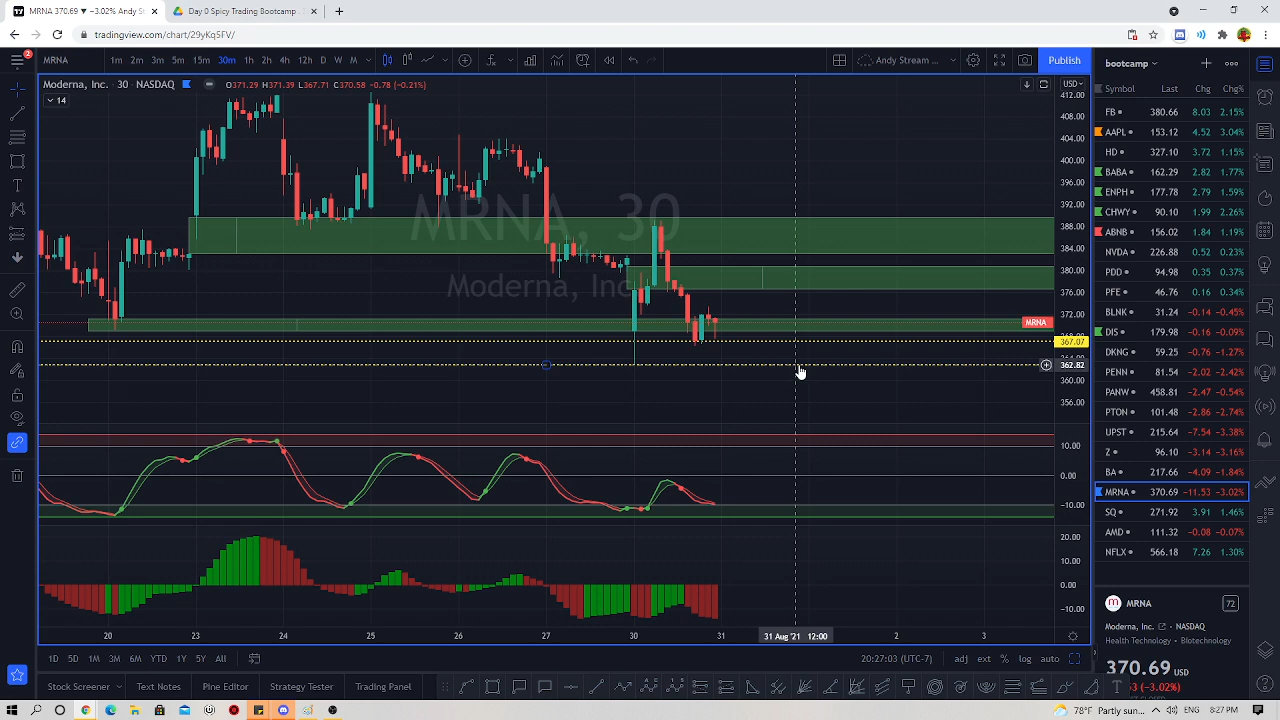 MRNA 370.69 ▼ −3.02% Andy St
Day 0 Spicy Trading Bootcamp - S
tradingview.com/chart/29yKq5FV/
2
MRNA
1m 2m 3m 5m 15m 30m 1h 2h 4h 12h D W M
Andy Stream ...
Publish
Moderna, Inc. 30 NASDAQ O371.29 H371.39 L367.71 C370.58 −0.78 (−0.21%)
14
USD
MRNA, 30
Moderna, Inc
412.00
408.00
404.00
400.00
396.00
392.00
388.00
384.00
380.00
376.00
372.00
MRNA
367.07
362.82
360.00
356.00
10.00
0.00
−10.00
20.00
10.00
0.00
−10.00
20 23 24 25 26 27 30 31 31 Aug '21 12:00 2 3
1D 5D 1M 3M 6M YTD 1Y 5Y All
20:27:03 (UTC-7) adj ext % log auto
Stock Screener Text Notes Pine Editor Strategy Tester Trading Panel
bootcamp
Symbol Last Chg Chg%
FB 380.66 8.03 2.15%
AAPL 153.12 4.52 3.04%
HD 327.10 3.72 1.15%
BABA 162.29 2.82 1.77%
ENPH 177.78 2.79 1.59%
CHWY 90.10 1.99 2.26%
ABNB 156.02 1.84 1.19%
NVDA 226.88 0.52 0.23%
PDD 94.98 0.35 0.37%
PFE 46.76 0.16 0.34%
BLNK 31.24 −0.14 −0.45%
DIS 179.98 −0.16 −0.09%
DKNG 59.25 −0.76 −1.27%
PENN 81.54 −2.02 −2.42%
PANW 458.81 −2.47 −0.54%
PTON 101.48 −2.86 −2.74%
UPST 215.64 −7.54 −3.38%
Z 96.10 −3.14 −3.16%
BA 217.66 −4.09 −1.84%
MRNA 370.69 −11.53 −3.02%
SQ 271.92 3.91 1.46%
AMD 111.32 −0.08 −0.07%
NFLX 566.18 7.26 1.30%
MRNA 72
Moderna, Inc. NASDAQ
Health Technology • Biotechnology
370.69 USD
(−3.02%)
78°F Partly sun... 8:27 PM